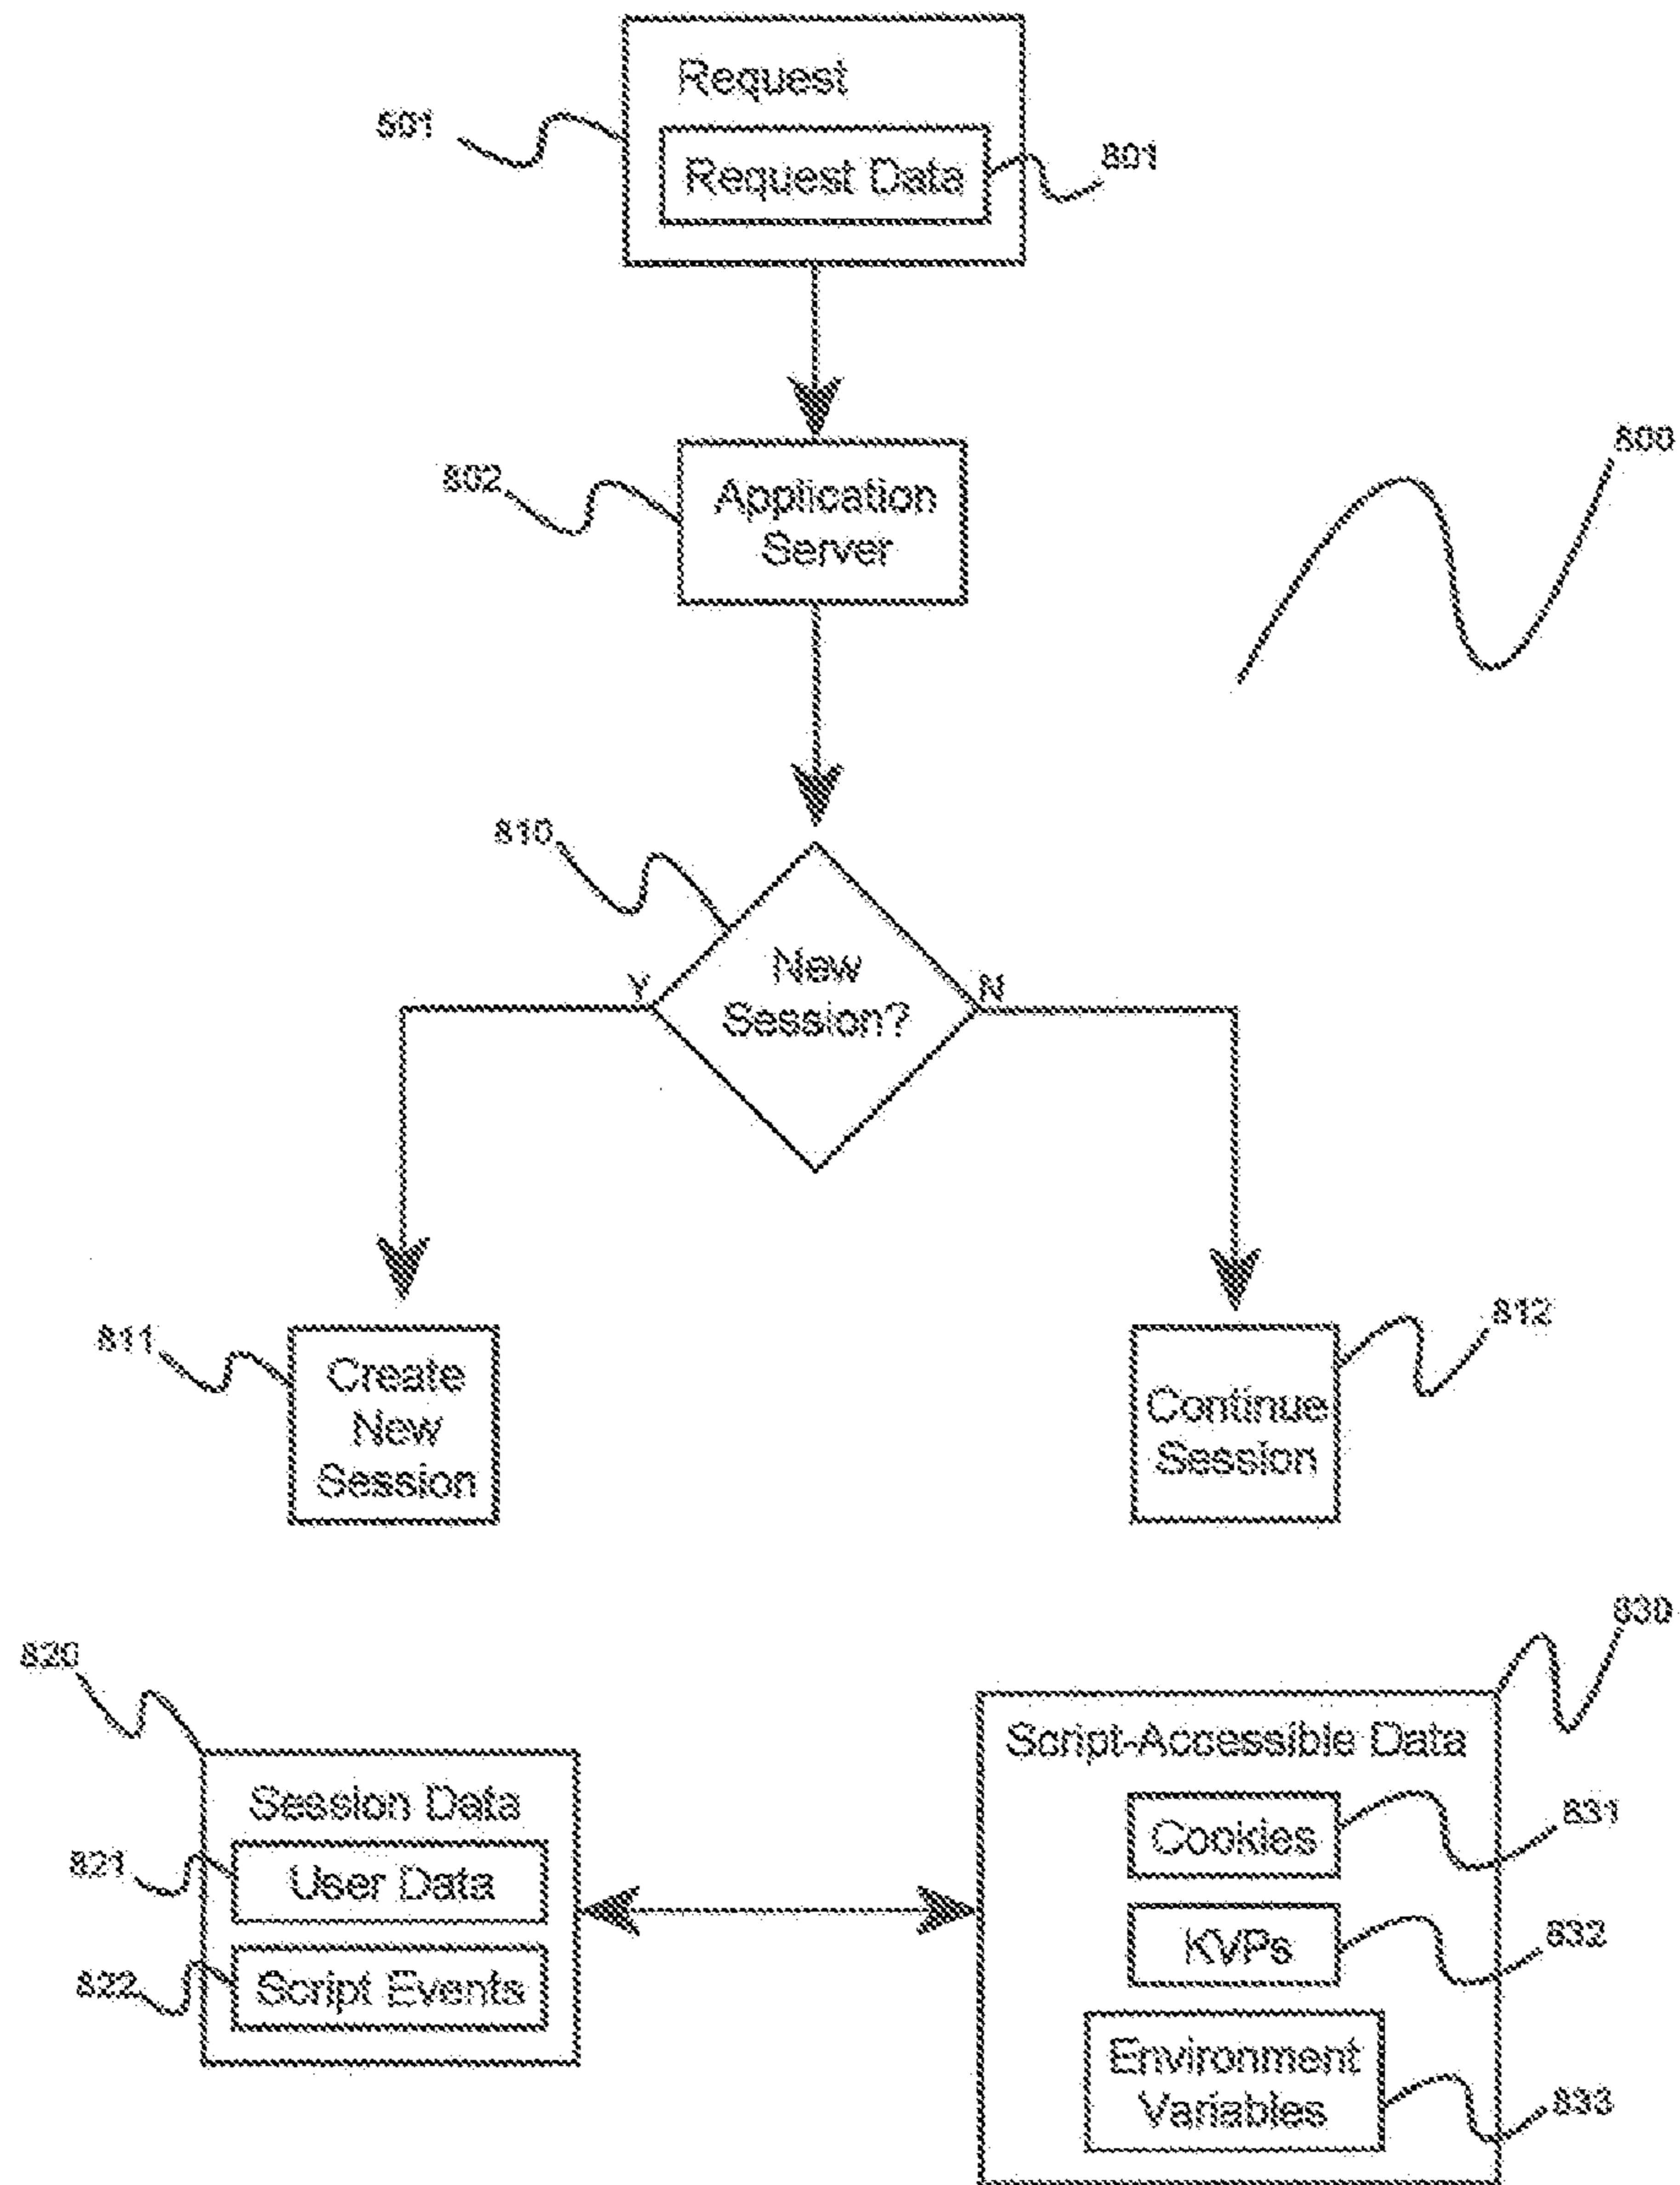 Request
501
801
Request Data
800
802
Application
Server
810
New
Session?
Y
N
811
812
Create
New
Session
Continue
Session
820
830
Session Data
Script-Accessible Data
821
User Data
Cookies
831
822
Script Events
KVPs
832
Environment
Variables
833